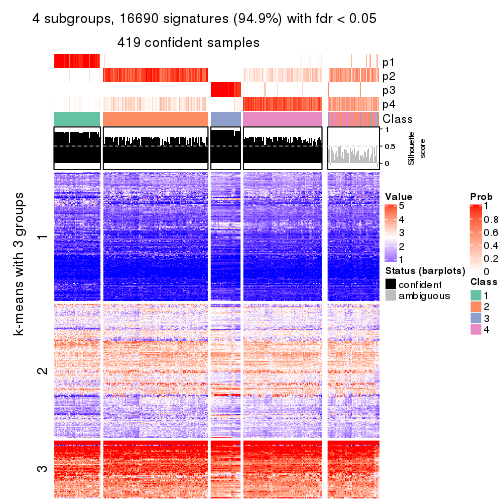 4 subgroups, 16690 signatures (94.9%) with fdr < 0.05
419 confident samples
p1
p2
p3
p4
Class
1
0.5
0
Silhouette
score
k-means with 3 groups
1
2
3
Value
5
4
3
2
1
Status (barplots)
confident
ambiguous
Prob
1
0.8
0.6
0.4
0.2
0
Class
1
2
3
4